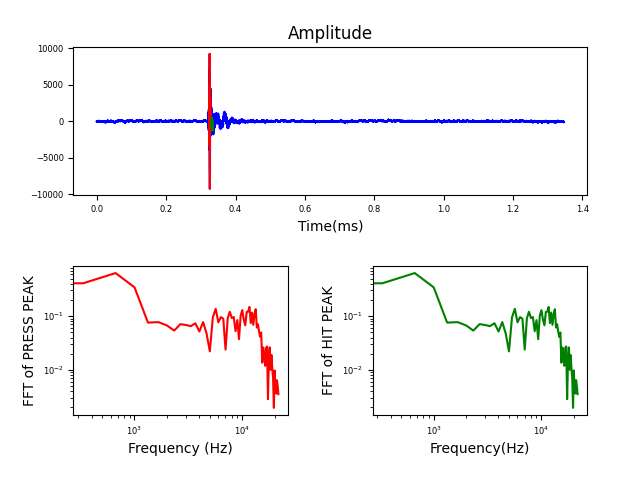 Amplitude
10000
5000
0
−5000
−10000
0.0 0.2 0.4 0.6 0.8 1.0 1.2 1.4
Time(ms)
FFT of PRESS PEAK
10⁻¹
10⁻²
10³ 10⁴
Frequency (Hz)
FFT of HIT PEAK
10⁻¹
10⁻²
10³ 10⁴
Frequency(Hz)